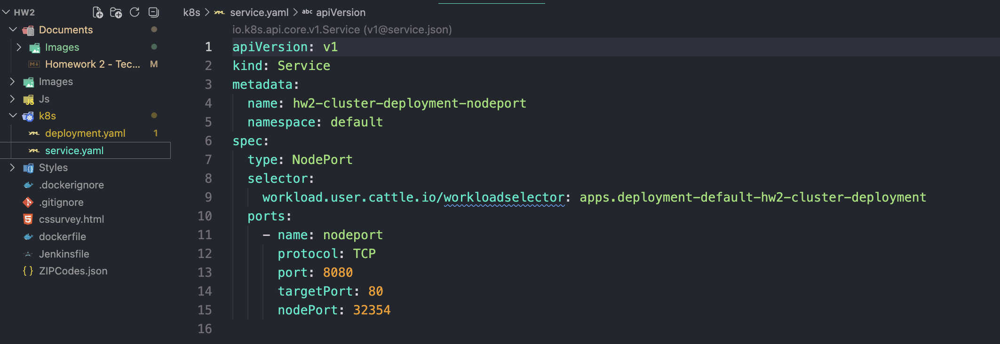 HW2
Documents
Images
Homework 2 - Tec... M
Images
Js
k8s
deployment.yaml 1
service.yaml
Styles
.dockerignore
.gitignore
cssurvey.html
dockerfile
Jenkinsfile
ZIPCodes.json
k8s > service.yaml > abc apiVersion
io.k8s.api.core.v1.Service (v1@service.json)
1 apiVersion: v1
2 kind: Service
3 metadata:
4 name: hw2-cluster-deployment-nodeport
5 namespace: default
6 spec:
7 type: NodePort
8 selector:
9 workload.user.cattle.io/workloadselector: apps.deployment-default-hw2-cluster-deployment
10 ports:
11 - name: nodeport
12 protocol: TCP
13 port: 8080
14 targetPort: 80
15 nodePort: 32354
16